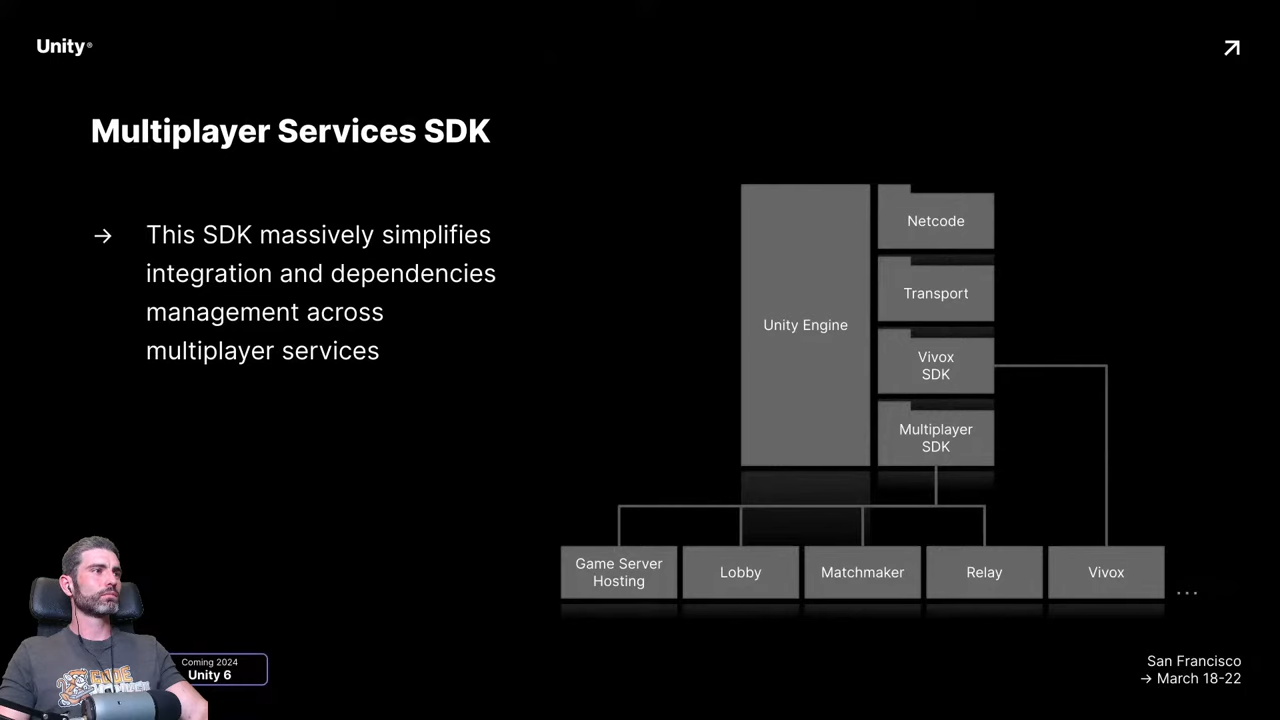 Unity®
Multiplayer Services SDK
→ This SDK massively simplifies
integration and dependencies
management across
multiplayer services
Unity Engine
Netcode
Transport
Vivox
SDK
Multiplayer
SDK
Game Server
Hosting
Lobby
Matchmaker
Relay
Vivox
...
CODE
MONKEY
Coming 2024
Unity 6
San Francisco
→ March 18-22